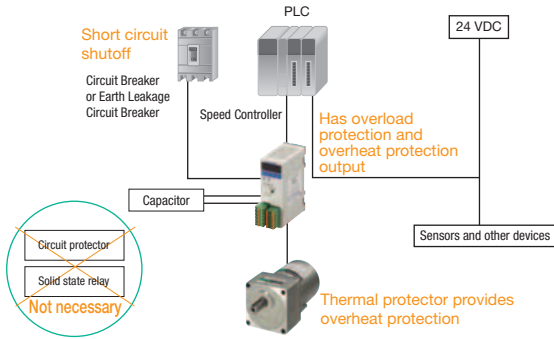 PLC
24 VDC
Short circuit
shutoff
Circuit Breaker
or Earth Leakage
Circuit Breaker
Speed Controller
Has overload
protection and
overheat protection
output
Capacitor
Sensors and other devices
Circuit protector
Solid state relay
Not necessary
Thermal protector provides
overheat protection